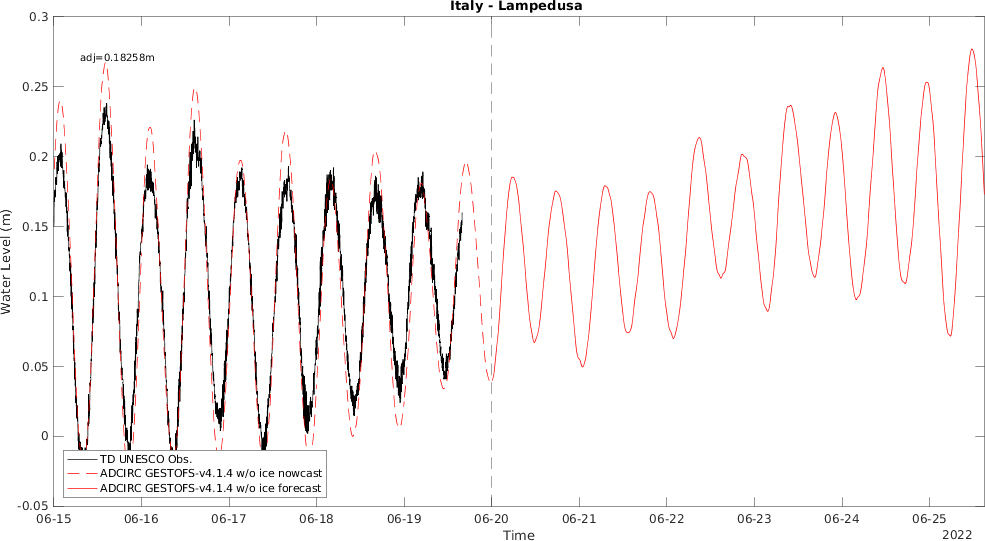 Italy - Lampedusa
adj=0.18258m
Water Level (m)
0.3
0.25
0.2
0.15
0.1
0.05
0
-0.05
TD UNESCO Obs.
ADCIRC GESTOFS-v4.1.4 w/o ice nowcast
ADCIRC GESTOFS-v4.1.4 w/o ice forecast
06-15 06-16 06-17 06-18 06-19 06-20 06-21 06-22 06-23 06-24 06-25
Time
2022